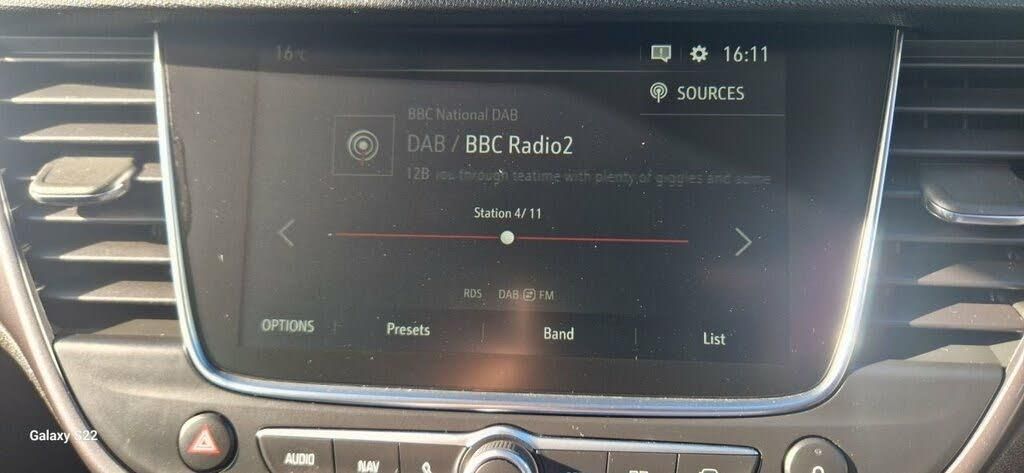 16°C 16:11
SOURCES
BBC National DAB
DAB / BBC Radio2
12B you through teatime with plenty of giggles and some
Station 4/11
RDS DAB FM
OPTIONS Presets Band List
Galaxy S22
AUDIO NAV